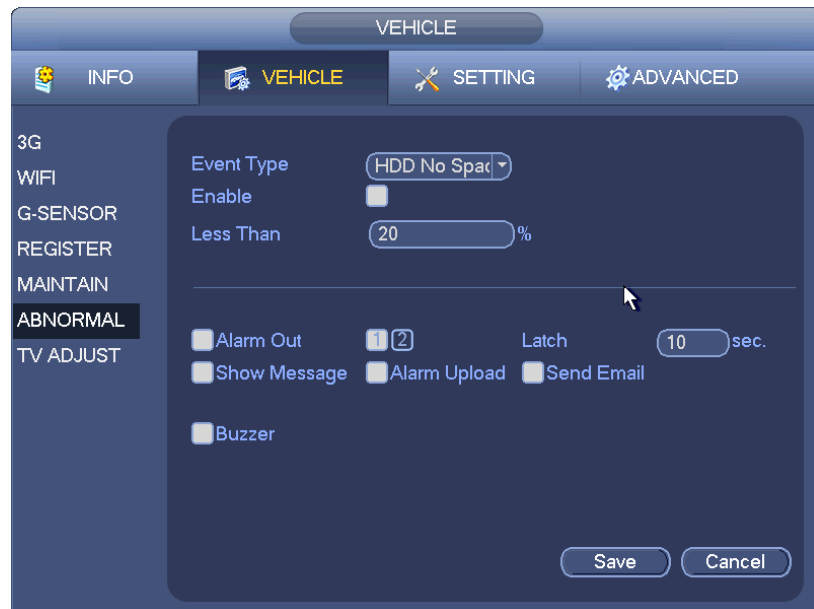 VEHICLE
INFO VEHICLE SETTING ADVANCED
3G
WIFI
G-SENSOR
REGISTER
MAINTAIN
ABNORMAL
TV ADJUST
Event Type HDD No Spac
Enable
Less Than 20 %
Alarm Out 1 2 Latch 10 sec.
Show Message Alarm Upload Send Email
Buzzer
Save Cancel